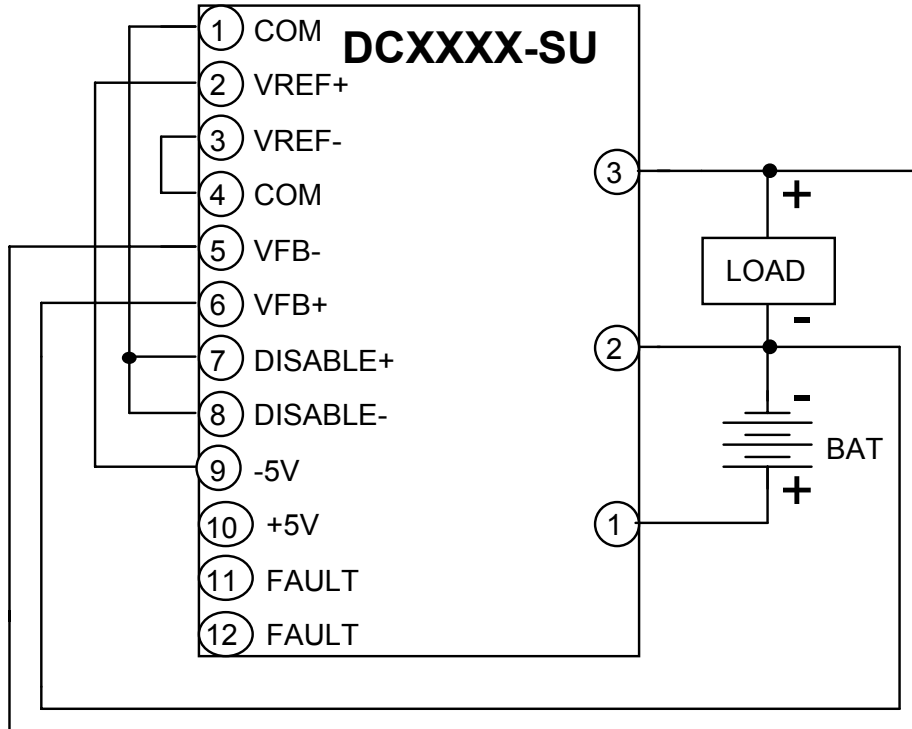 DCXXXX-SU
1 COM
2 VREF+
3 VREF-
4 COM
5 VFB-
6 VFB+
7 DISABLE+
8 DISABLE-
9 -5V
10 +5V
11 FAULT
12 FAULT
3
+
LOAD
-
2
-
BAT
+
1